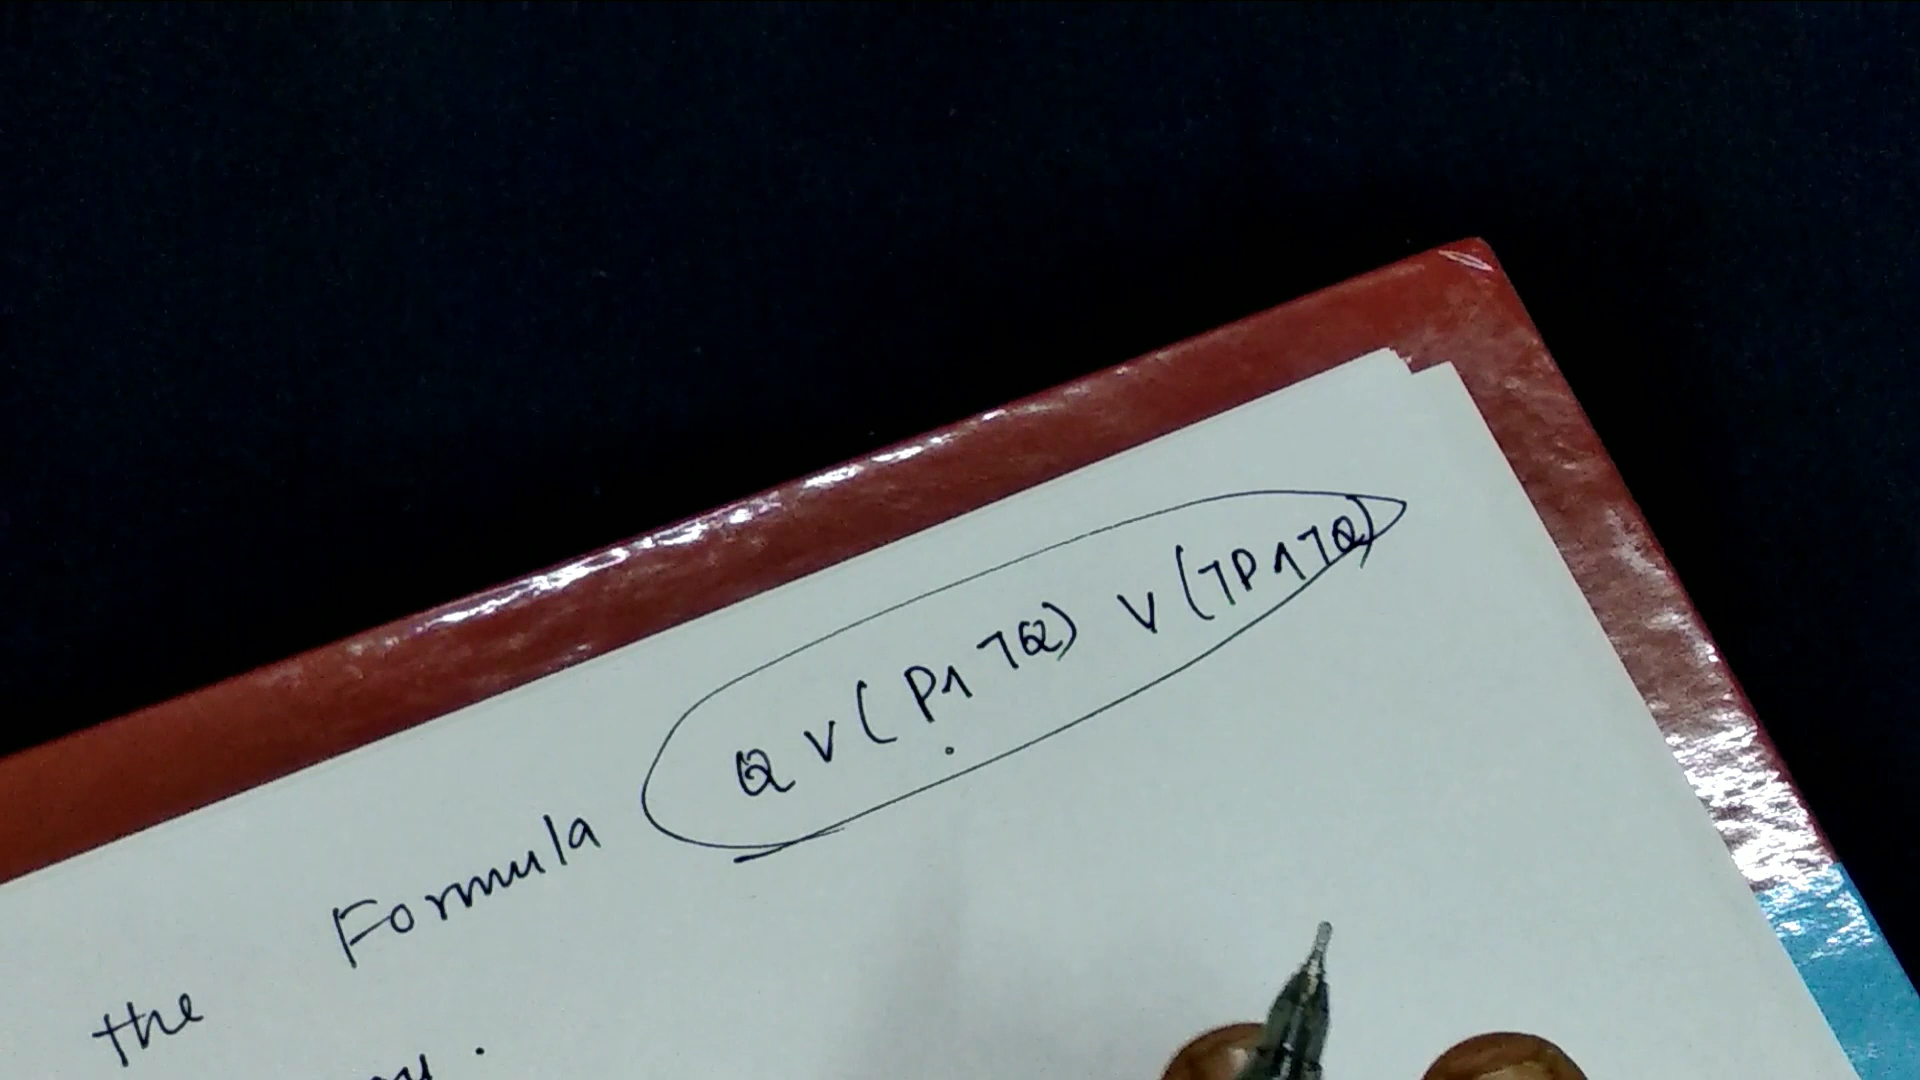 the Formula Q ∨ (P ∧ ¬Q) ∨ (¬P ∧ ¬Q)